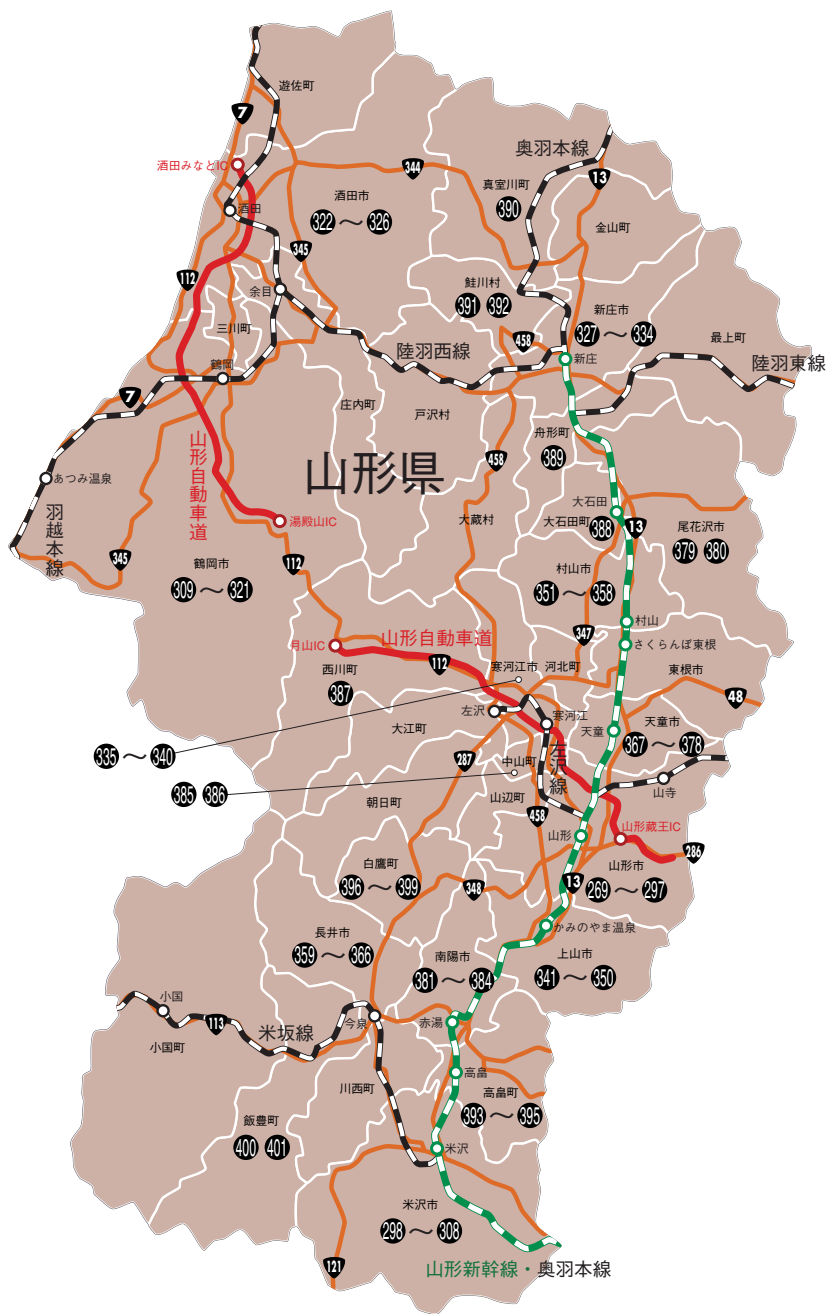 遊佐町
7
奥羽本線
酒田みなとIC
344
13
真室川町
390
酒田市
322 〜 326
酒田
金山町
345
112
鮭川村
391 392
余目
新庄市
327 〜 334
三川町
458
最上町
陸羽西線
新庄
陸羽東線
鶴岡
7
庄内町
戸沢村
舟形町
389
山形自動車道
山形県
458
あつみ温泉
大石田
大石田町
388
湯殿山IC
大蔵村
13
尾花沢市
379 380
羽越本線
345
鶴岡市
309 〜 321
112
村山市
351 〜 358
村山
347
月山IC
山形自動車道
さくらんぼ東根
112
西川町
387
寒河江市
河北町
東根市
48
左沢
寒河江
大江町
天童
天童市
367 〜 378
335 〜 340
左沢線
287
中山町
385 386
山寺
朝日町
山辺町
458
山形
山形蔵王IC
286
白鷹町
396 〜 399
348
13
山形市
269 〜 297
かみのやま温泉
長井市
359 〜 366
南陽市
381 〜 384
上山市
341 〜 350
小国
113
米坂線
今泉
赤湯
小国町
高畠
川西町
高畠町
393 〜 395
飯豊町
400 401
米沢
米沢市
298 〜 308
121
山形新幹線・奥羽本線